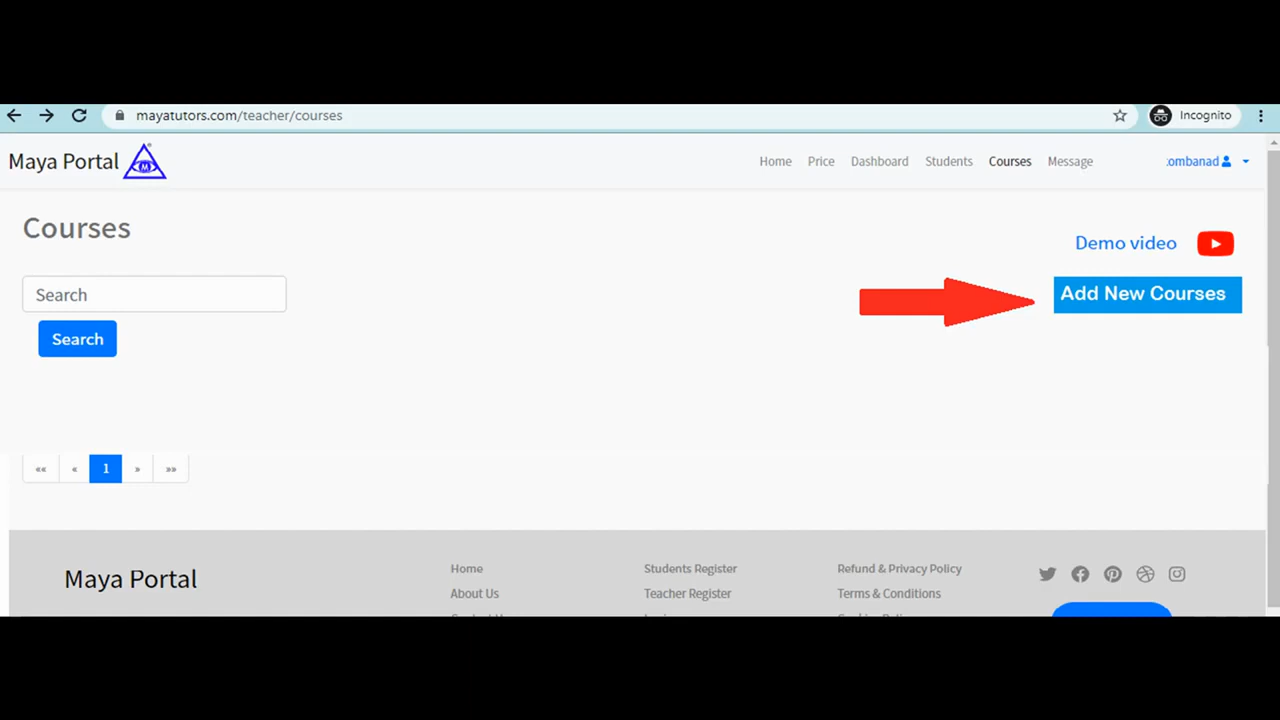 mayatutors.com/teacher/courses
Incognito
Maya Portal
M
Home Price Dashboard Students Courses Message
ombanad
Courses
Demo video
Search
Add New Courses
Search
«« « 1 » »»
Maya Portal
Home
About Us
Students Register
Teacher Register
Refund & Privacy Policy
Terms & Conditions